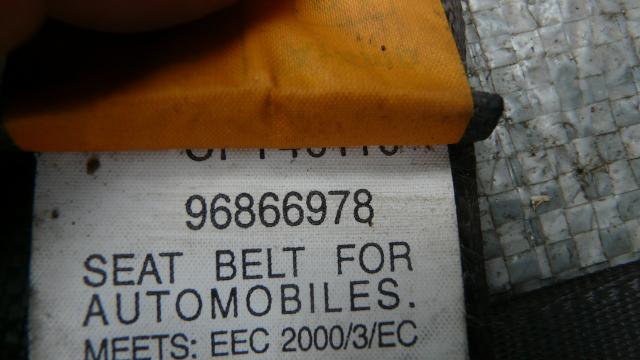 96866978
SEAT BELT FOR
AUTOMOBILES.
MEETS: EEC 2000/3/EC